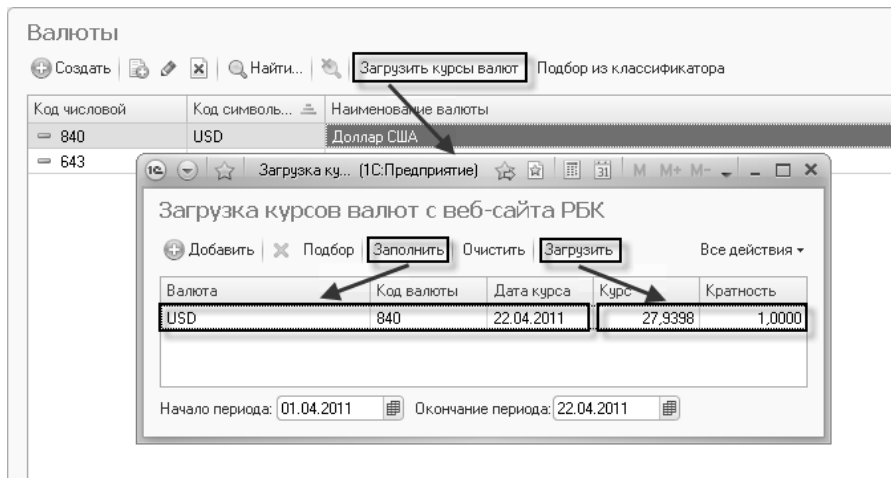 Валюты
Создать Найти... Загрузить курсы валют Подбор из классификатора
Код числовой Код символь... Наименование валюты
840 USD Доллар США
643
1С Загрузка ку... (1С:Предприятие) 31 M M+ M-
Загрузка курсов валют с веб-сайта РБК
Добавить Подбор Заполнить Очистить Загрузить Все действия
Валюта Код валюты Дата курса Курс Кратность
USD 840 22.04.2011 27,9398 1,0000
Начало периода: 01.04.2011 Окончание периода: 22.04.2011